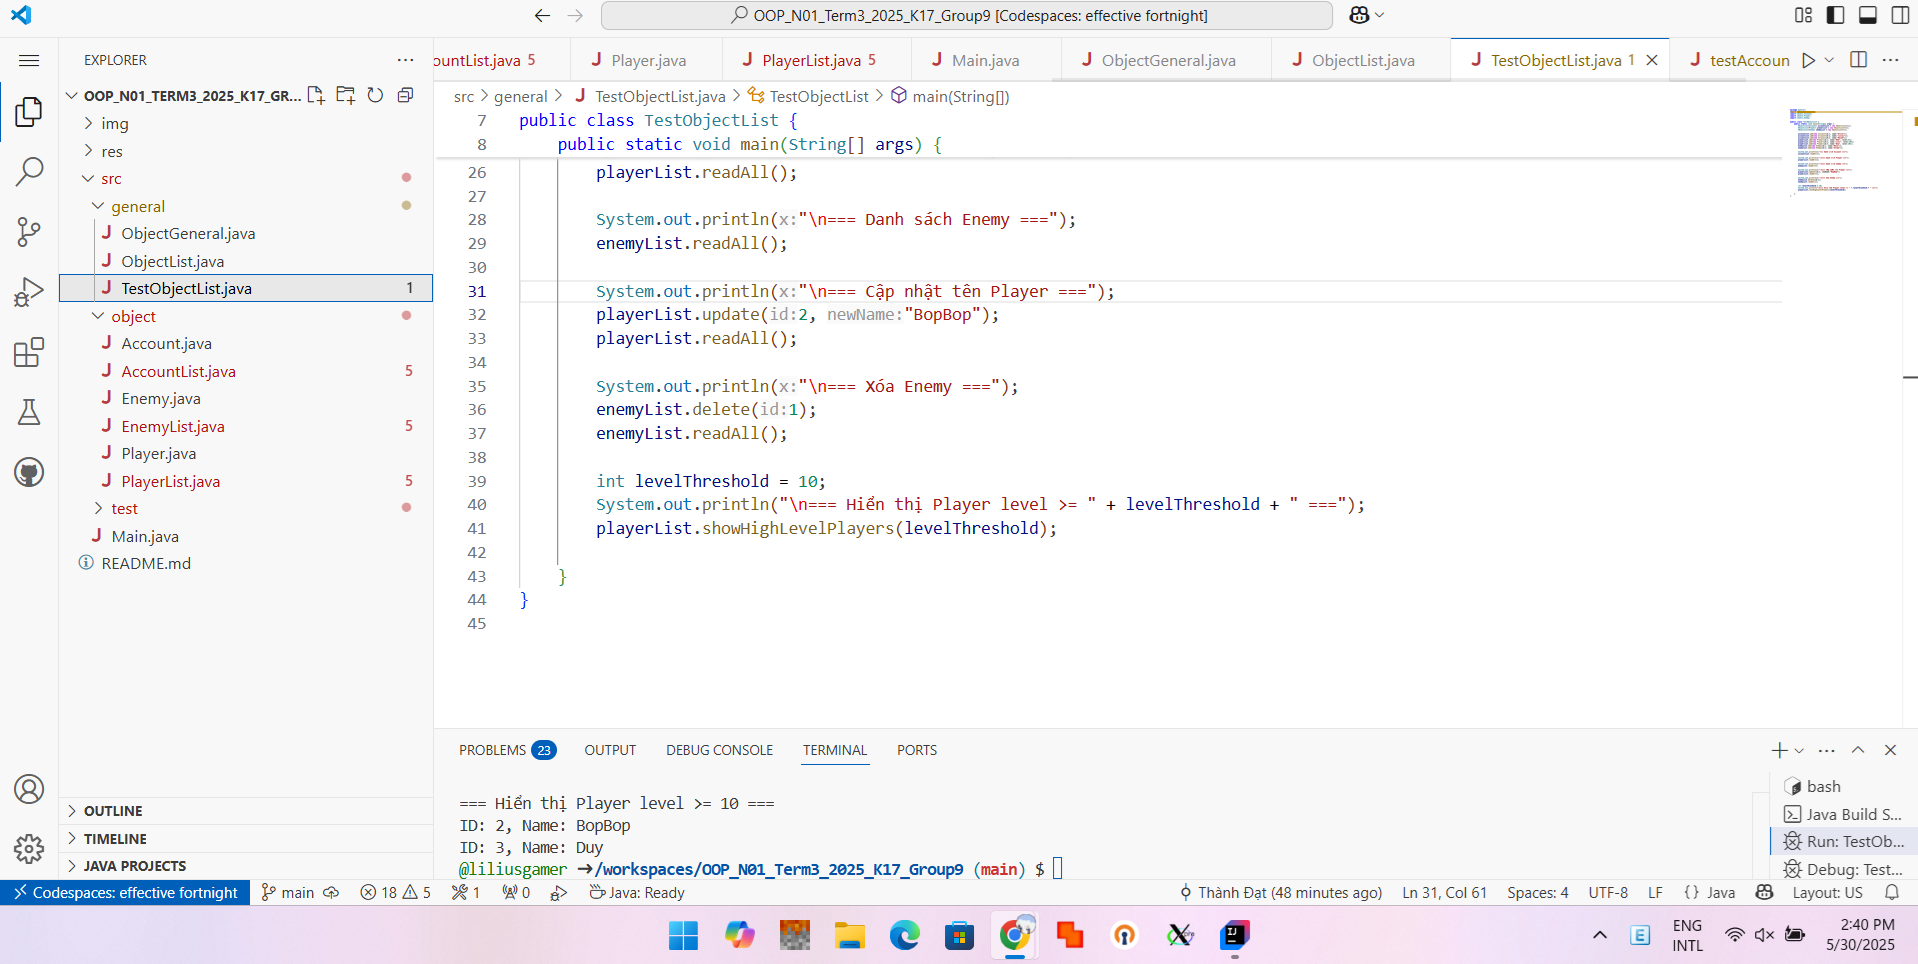 OOP_N01_Term3_2025_K17_Group9 [Codespaces: effective fortnight]
EXPLORER
OOP_N01_TERM3_2025_K17_GR...
img
res
src
general
ObjectGeneral.java
ObjectList.java
TestObjectList.java 1
object
Account.java
AccountList.java 5
Enemy.java
EnemyList.java 5
Player.java
PlayerList.java 5
test
Main.java
README.md
OUTLINE
TIMELINE
JAVA PROJECTS
ountList.java 5
Player.java
PlayerList.java 5
Main.java
ObjectGeneral.java
ObjectList.java
TestObjectList.java 1
testAccoun
src > general > TestObjectList.java > TestObjectList > main(String[])
7 public class TestObjectList {
8 public static void main(String[] args) {
26 playerList.readAll();
27
28 System.out.println(x:"\n=== Danh sách Enemy ===");
29 enemyList.readAll();
30
31 System.out.println(x:"\n=== Cập nhật tên Player ===");
32 playerList.update(id:2, newName:"BopBop");
33 playerList.readAll();
34
35 System.out.println(x:"\n=== Xóa Enemy ===");
36 enemyList.delete(id:1);
37 enemyList.readAll();
38
39 int levelThreshold = 10;
40 System.out.println("\n=== Hiển thị Player level >= " + levelThreshold + " ===");
41 playerList.showHighLevelPlayers(levelThreshold);
42
43 }
44 }
45
PROBLEMS 23 OUTPUT DEBUG CONSOLE TERMINAL PORTS
=== Hiển thị Player level >= 10 ===
ID: 2, Name: BopBop
ID: 3, Name: Duy
@liliusgamer ➜/workspaces/OOP_N01_Term3_2025_K17_Group9 (main) $
bash
Java Build S...
Run: TestOb...
Debug: Test...
Codespaces: effective fortnight main 18 5 1 0 Java: Ready Thành Đạt (48 minutes ago) Ln 31, Col 61 Spaces: 4 UTF-8 LF {} Java Layout: US
ENG
INTL
2:40 PM
5/30/2025